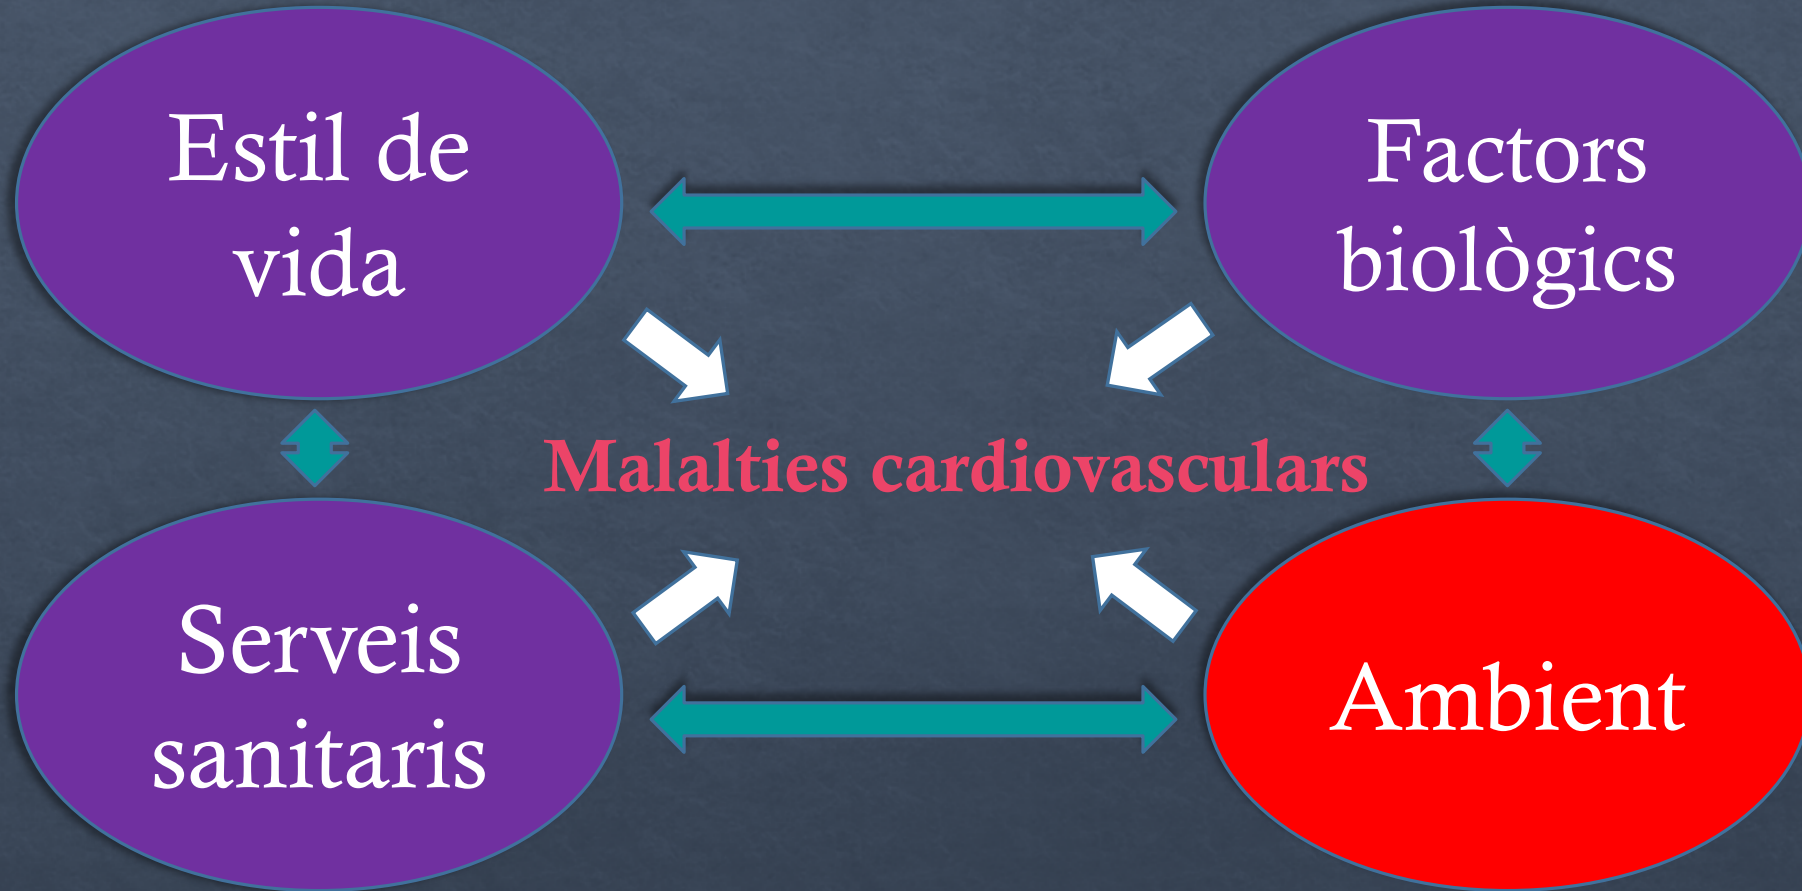 Estil de
vida
Factors
biològics
Malalties cardiovasculars
Serveis
sanitaris
Ambient